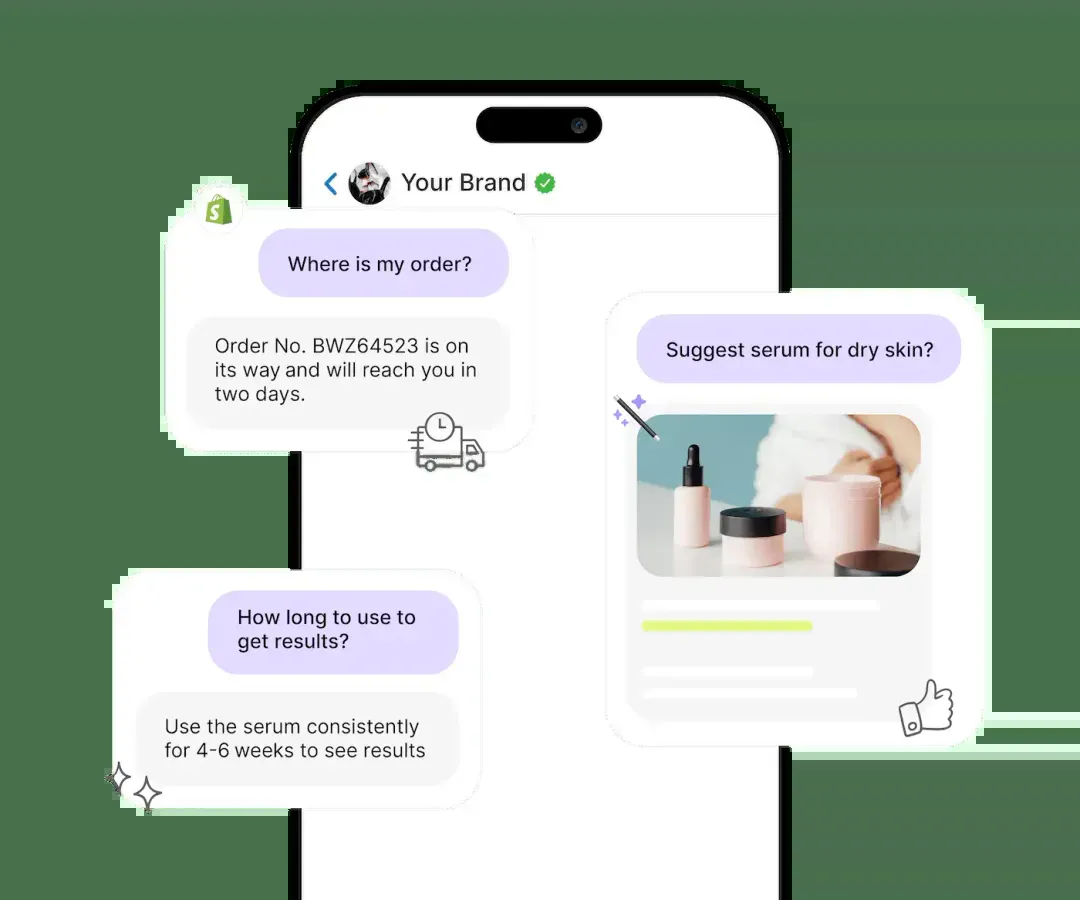 Your Brand
Where is my order?
Order No. BWZ64523 is on
its way and will reach you in
two days.
Suggest serum for dry skin?
How long to use to
get results?
Use the serum consistently
for 4-6 weeks to see results